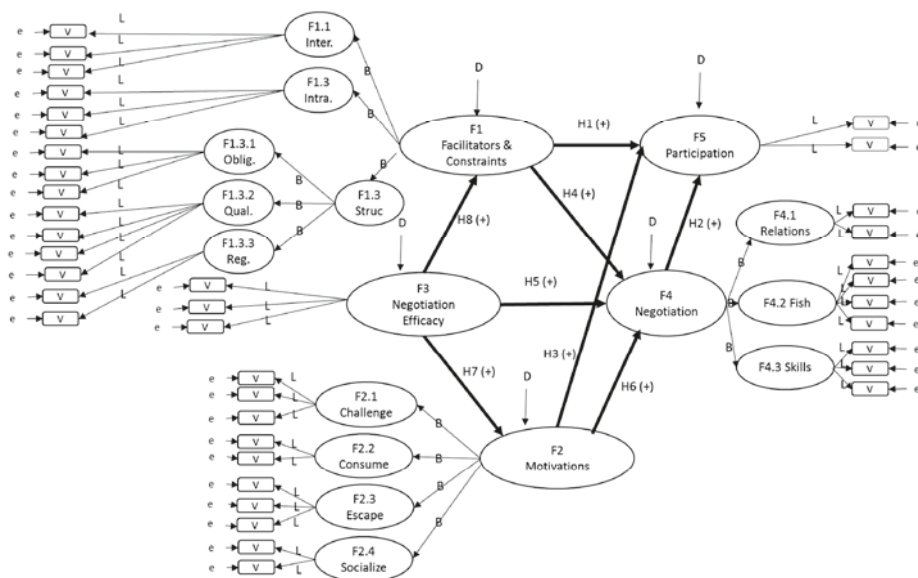 e V L
e V L
e V L
F1.1
Inter.
B
e V L
e V L
e V L
F1.3
Intra.
B
e V L
e V
e V L
F1.3.1
Oblig.
B
e V L
e V L
e V
e V L
F1.3.2
Qual.
B
e V L
e V L
F1.3.3
Reg.
B
F1.3
Struc
B
D
F1
Facilitators &
Constraints
H1 (+)
D
F5
Participation
L V e
L V e
H4 (+)
H2 (+)
H8 (+)
D
F3
Negotiation
Efficacy
e V L
e V L
e V L
H5 (+)
D
F4
Negotiation
B
F4.1
Relations
L V e
L V e
B
F4.2 Fish
L V e
L V e
L V e
L V e
B
F4.3 Skills
L V e
L V e
L V e
H7 (+)
H3 (+)
H6 (+)
D
F2
Motivations
e V L
e V L
e V L
F2.1
Challenge
B
e V L
e V L
F2.2
Consume
B
e V L
e V L
e V L
F2.3
Escape
B
e V L
e V L
F2.4
Socialize
B